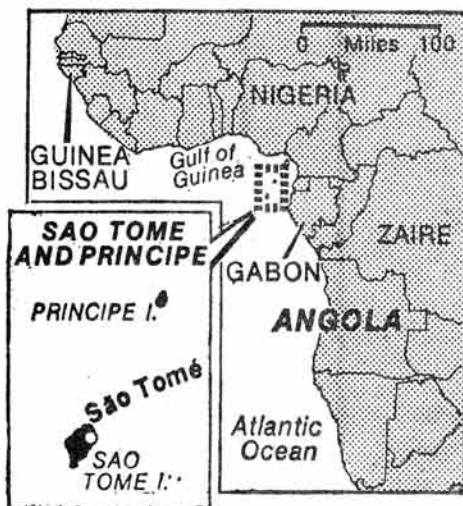 0 Miles 100
NIGERIA
GUINEA
BISSAU
Gulf of
Guinea
SAO TOME
AND PRINCIPE
GABON
ZAIRE
PRINCIPE I.
ANGOLA
São Tomé
Atlantic
Ocean
SAO
TOME I.